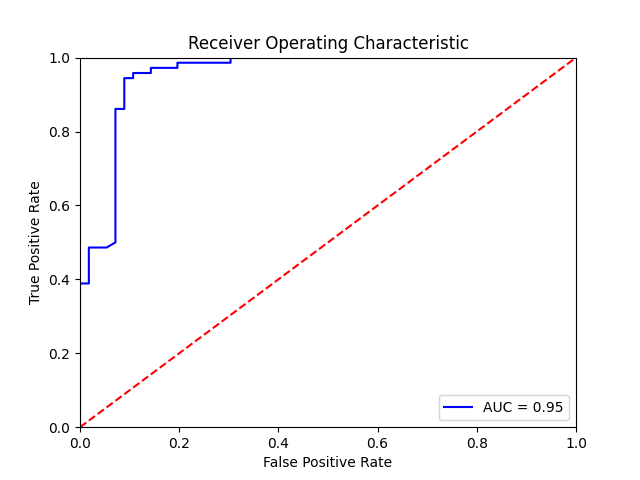 Receiver Operating Characteristic
1.0
0.8
0.6
0.4
0.2
0.0
True Positive Rate
AUC = 0.95
0.0 0.2 0.4 0.6 0.8 1.0
False Positive Rate